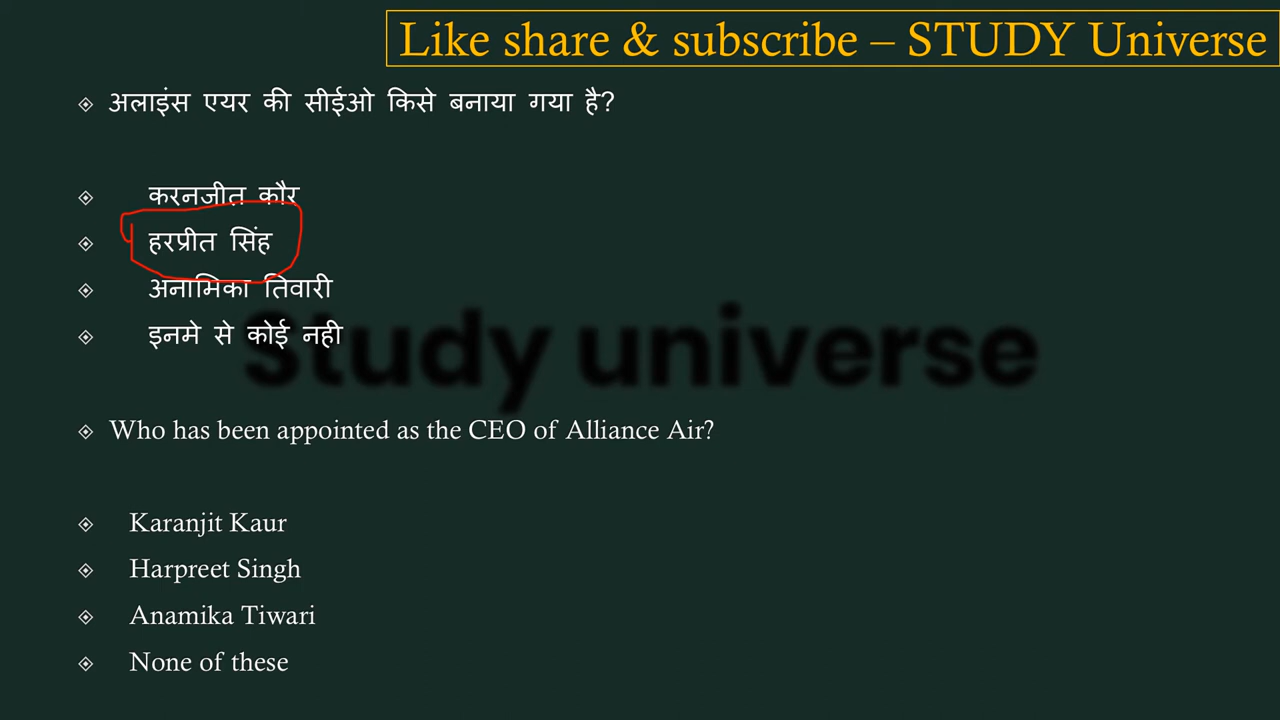 Like share & subscribe – STUDY Universe
अलाइंस एयर की सीईओ किसे बनाया गया है?
करनजीत कौर
हरप्रीत सिंह
अनामिका तिवारी
इनमे से कोई नही
Study universe
Who has been appointed as the CEO of Alliance Air?
Karanjit Kaur
Harpreet Singh
Anamika Tiwari
None of these